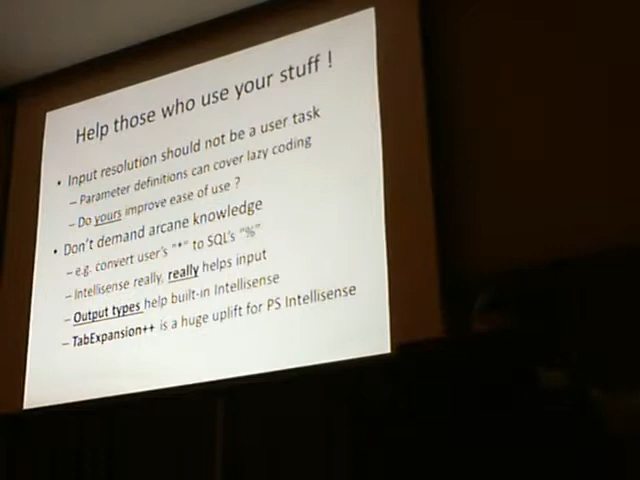 Help those who use your stuff !
• Input resolution should not be a user task
– Parameter definitions can cover lazy coding
– Do yours improve ease of use ?
• Don't demand arcane knowledge
– e.g. convert user's "*" to SQL's "%"
– Intellisense really, really helps input
– Output types help built-in Intellisense
– TabExpansion++ is a huge uplift for PS Intellisense